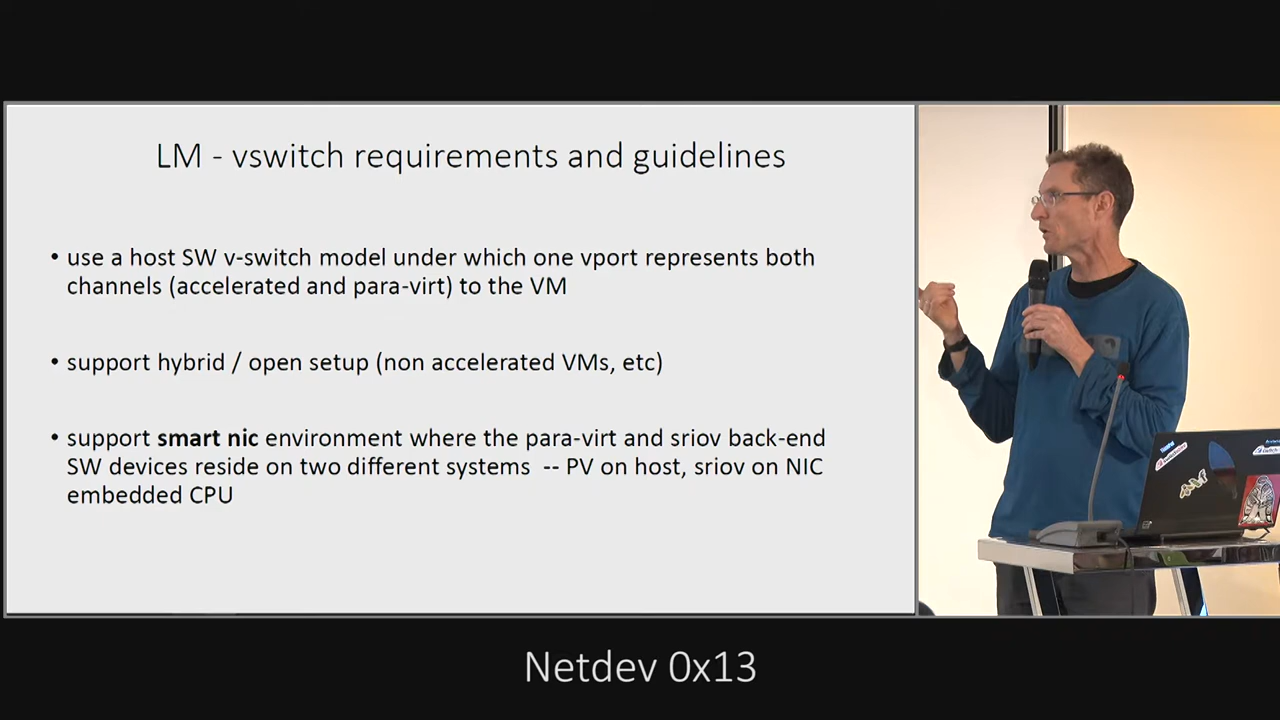 LM - vswitch requirements and guidelines
• use a host SW v-switch model under which one vport represents both
channels (accelerated and para-virt) to the VM
• support hybrid / open setup (non accelerated VMs, etc)
• support smart nic environment where the para-virt and sriov back-end
SW devices reside on two different systems -- PV on host, sriov on NIC
embedded CPU
Netdev 0x13